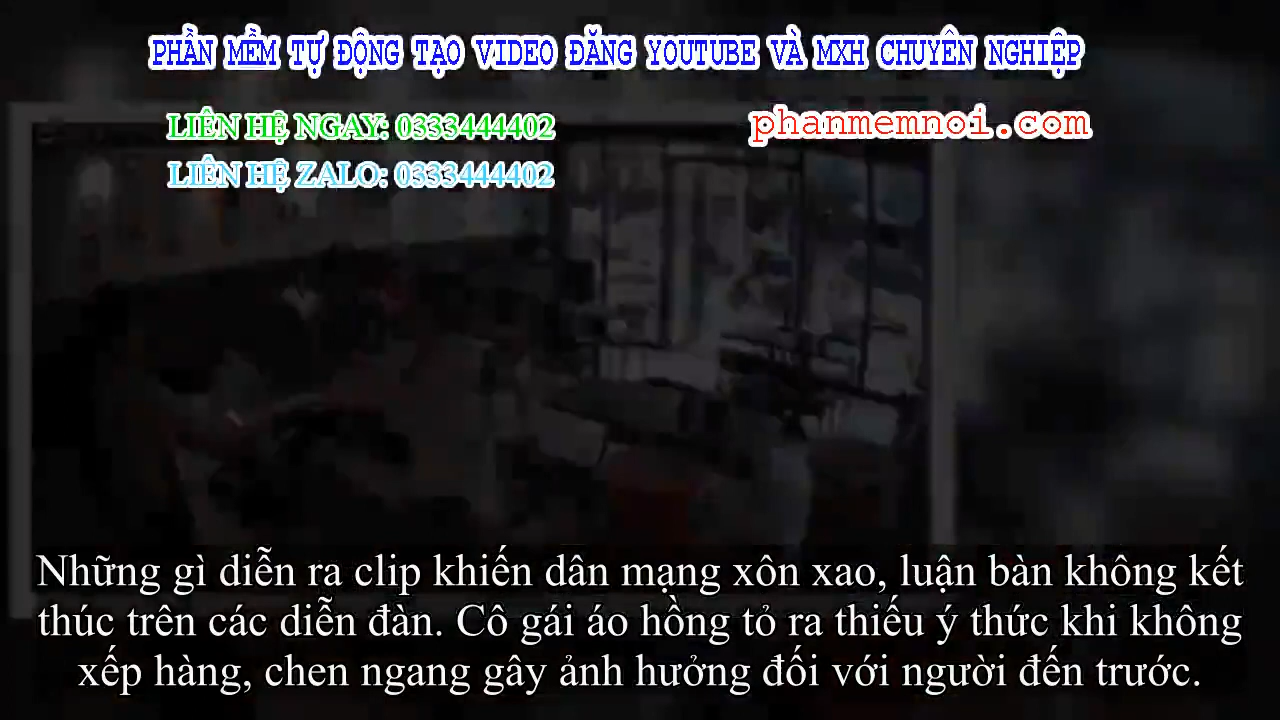 PHẦN MỀM TỰ ĐỘNG TẠO VIDEO ĐĂNG YOUTUBE VÀ MXH CHUYÊN NGHIỆP
LIÊN HỆ NGAY: 0333444402
phanmemnoi.com
LIÊN HỆ ZALO: 0333444402
Những gì diễn ra clip khiến dân mạng xôn xao, luận bàn không kết
thúc trên các diễn đàn. Cô gái áo hồng tỏ ra thiếu ý thức khi không
xếp hàng, chen ngang gây ảnh hưởng đối với người đến trước.